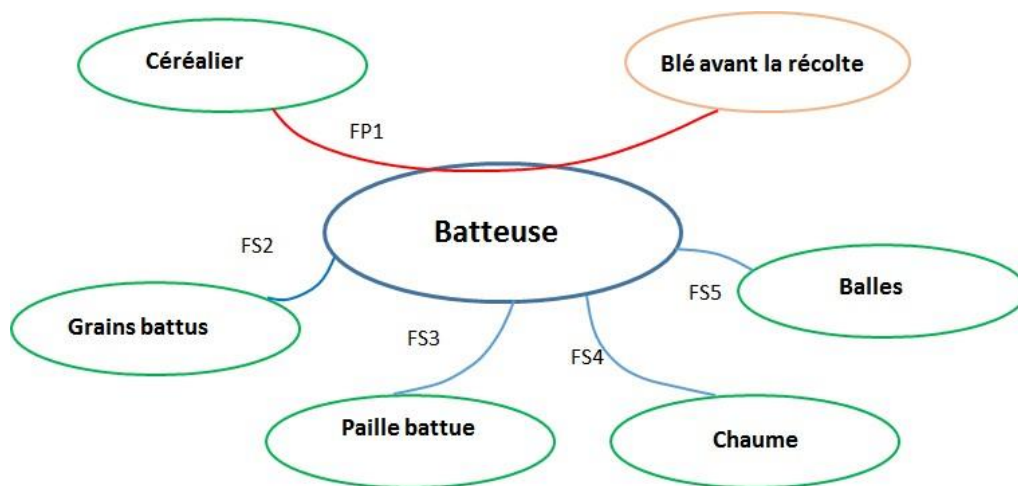 Céréalier
Blé avant la récolte
FP1
Batteuse
FS2
FS5
Balles
Grains battus
FS3
FS4
Paille battue
Chaume